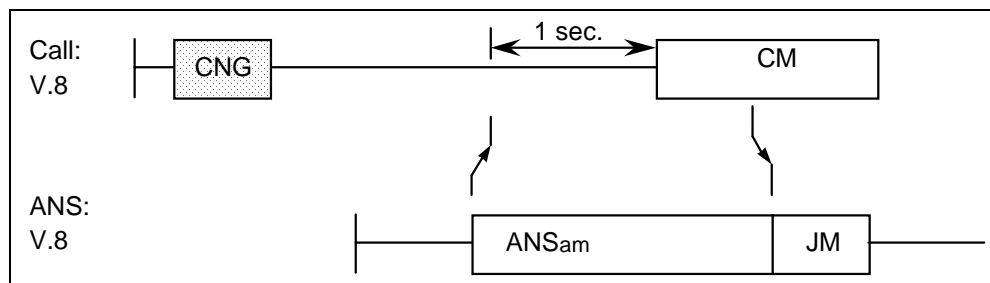 1 sec.
Call:
V.8
CNG
CM
ANS:
V.8
ANSam
JM